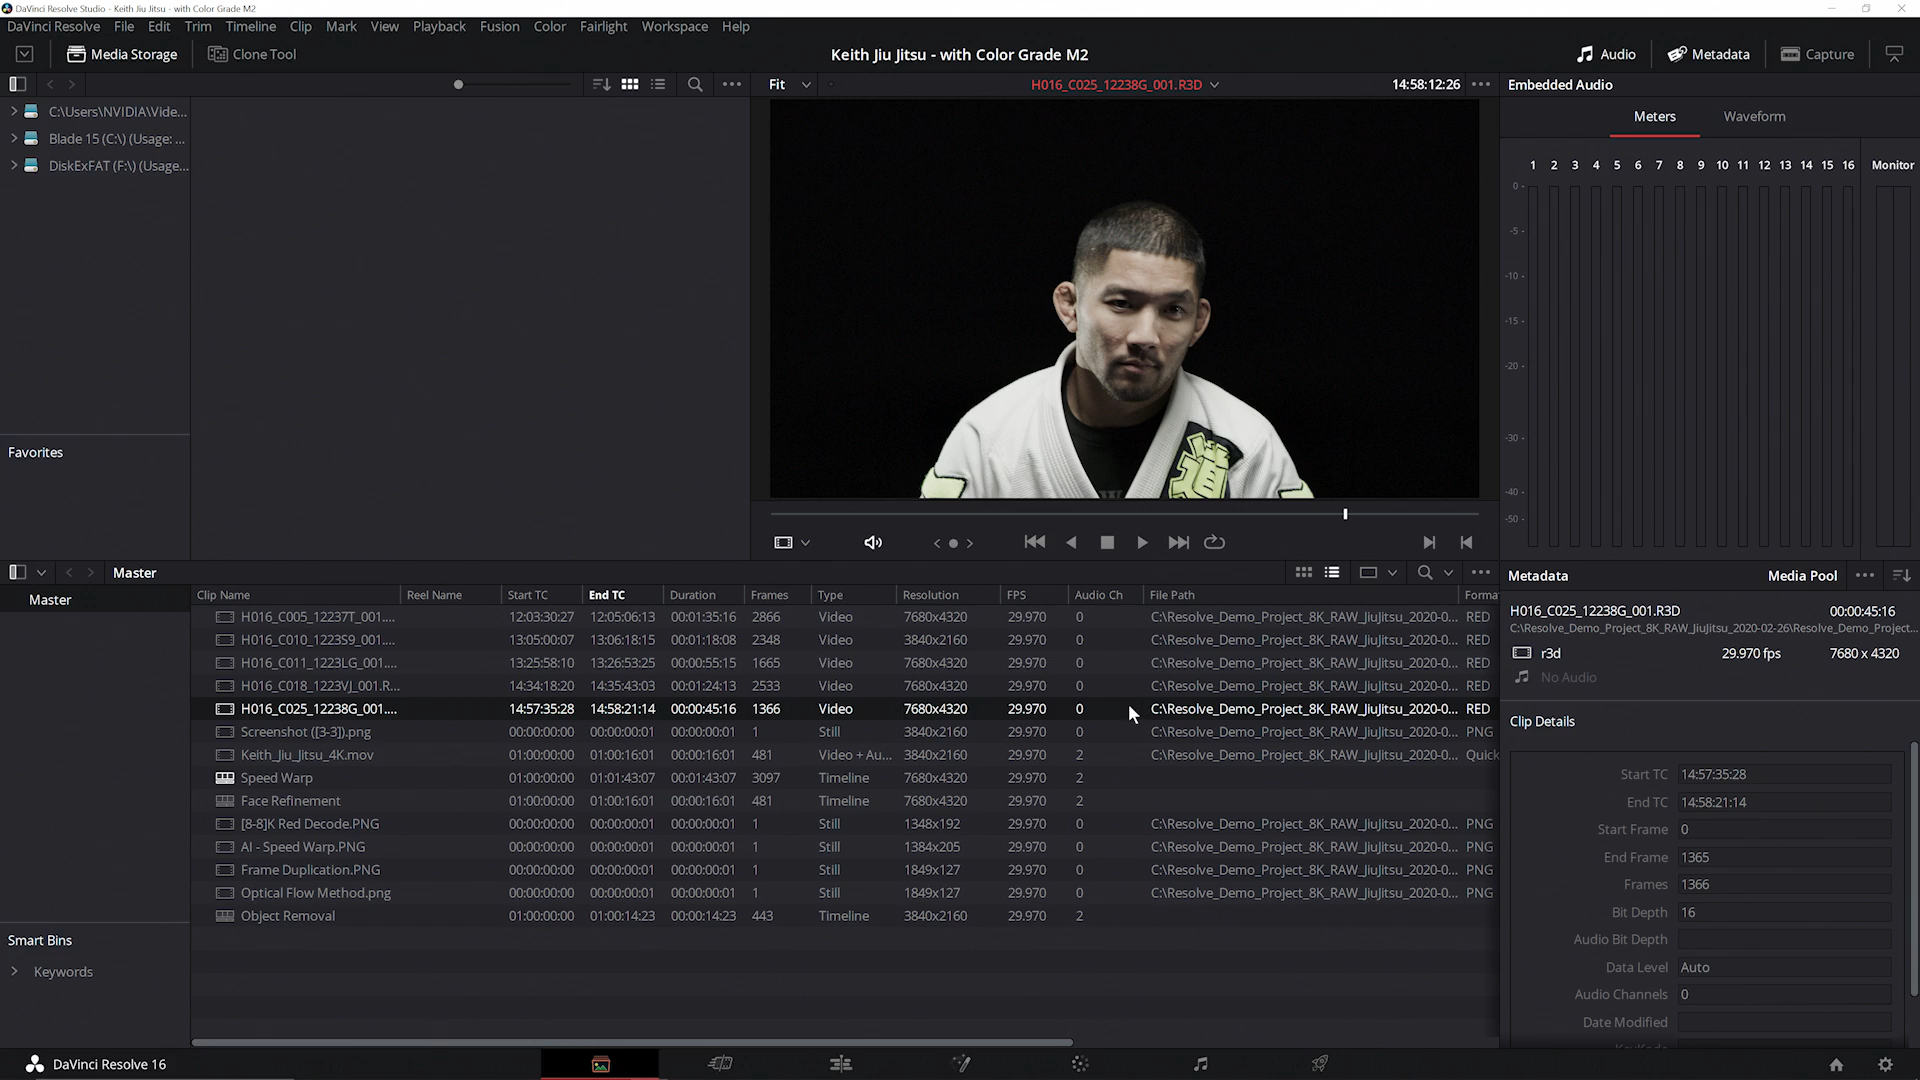 DaVinci Resolve Studio - Keith Jiu Jitsu - with Color Grade M2
DaVinci Resolve File Edit Trim Timeline Clip Mark View Playback Fusion Color Fairlight Workspace Help
Media Storage Clone Tool Keith Jiu Jitsu - with Color Grade M2 Audio Metadata Capture
Fit H016_C025_12238G_001.R3D 14:58:12:26 Embedded Audio
C:\Users\NVIDIA\Vide...
Blade 15 (C:\) (Usage: ...
DiskExFAT (F:\) (Usage...
Meters Waveform
1 2 3 4 5 6 7 8 9 10 11 12 13 14 15 16 Monitor
0
-5
-10
-15
-20
-30
-40
-50
道
Favorites
Master
Master
Clip Name Reel Name Start TC End TC Duration Frames Type Resolution FPS Audio Ch File Path Forma
H016_C005_12237T_001.... 12:03:30:27 12:05:06:13 00:01:35:16 2866 Video 7680x4320 29.970 0 C:\Resolve_Demo_Project_8K_RAW_JiuJitsu_2020-0... RED
H016_C010_1223S9_001.... 13:05:00:07 13:06:18:15 00:01:18:08 2348 Video 3840x2160 29.970 0 C:\Resolve_Demo_Project_8K_RAW_JiuJitsu_2020-0... RED
H016_C011_1223LG_001.... 13:25:58:10 13:26:53:25 00:00:55:15 1665 Video 7680x4320 29.970 0 C:\Resolve_Demo_Project_8K_RAW_JiuJitsu_2020-0... RED
H016_C018_1223VJ_001.R... 14:34:18:20 14:35:43:03 00:01:24:13 2533 Video 7680x4320 29.970 0 C:\Resolve_Demo_Project_8K_RAW_JiuJitsu_2020-0... RED
H016_C025_12238G_001.... 14:57:35:28 14:58:21:14 00:00:45:16 1366 Video 7680x4320 29.970 0 C:\Resolve_Demo_Project_8K_RAW_JiuJitsu_2020-0... RED
Screenshot ([3-3]).png 00:00:00:00 00:00:00:01 00:00:00:01 1 Still 3840x2160 29.970 0 C:\Resolve_Demo_Project_8K_RAW_JiuJitsu_2020-0... PNG
Keith_Jiu_Jitsu_4K.mov 01:00:00:00 01:00:16:01 00:00:16:01 481 Video + Au... 3840x2160 29.970 2 C:\Resolve_Demo_Project_8K_RAW_JiuJitsu_2020-0... Quick
Speed Warp 01:00:00:00 01:01:43:07 00:01:43:07 3097 Timeline 7680x4320 29.970 2
Face Refinement 01:00:00:00 01:00:16:01 00:00:16:01 481 Timeline 7680x4320 29.970 2
[8-8]K Red Decode.PNG 00:00:00:00 00:00:00:01 00:00:00:01 1 Still 1348x192 29.970 0 C:\Resolve_Demo_Project_8K_RAW_JiuJitsu_2020-0... PNG
AI - Speed Warp.PNG 00:00:00:00 00:00:00:01 00:00:00:01 1 Still 1384x205 29.970 0 C:\Resolve_Demo_Project_8K_RAW_JiuJitsu_2020-0... PNG
Frame Duplication.PNG 00:00:00:00 00:00:00:01 00:00:00:01 1 Still 1849x127 29.970 0 C:\Resolve_Demo_Project_8K_RAW_JiuJitsu_2020-0... PNG
Optical Flow Method.png 00:00:00:00 00:00:00:01 00:00:00:01 1 Still 1849x127 29.970 0 C:\Resolve_Demo_Project_8K_RAW_JiuJitsu_2020-0... PNG
Object Removal 01:00:00:00 01:00:14:23 00:00:14:23 443 Timeline 3840x2160 29.970 2
Smart Bins
Keywords
Metadata Media Pool
H016_C025_12238G_001.R3D 00:00:45:16
C:\Resolve_Demo_Project_8K_RAW_JiuJitsu_2020-02-26\Resolve_Demo_Project...
r3d 29.970 fps 7680 x 4320
No Audio
Clip Details
Start TC 14:57:35:28
End TC 14:58:21:14
Start Frame 0
End Frame 1365
Frames 1366
Bit Depth 16
Audio Bit Depth
Data Level Auto
Audio Channels 0
Date Modified
DaVinci Resolve 16